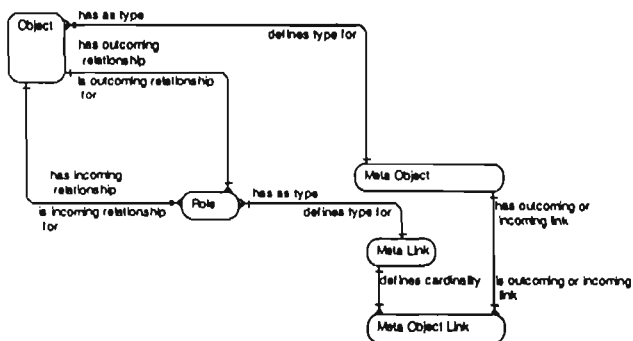 has as type
Object
defines type for
has outcoming
relationship
is outcoming relationship
for
has incoming
relationship
is incoming relationship
for
Role
has as type
defines type for
Meta Object
has outcoming or
incoming link
Meta Link
defines cardinality
is outcoming or incoming
link
Meta Object Link